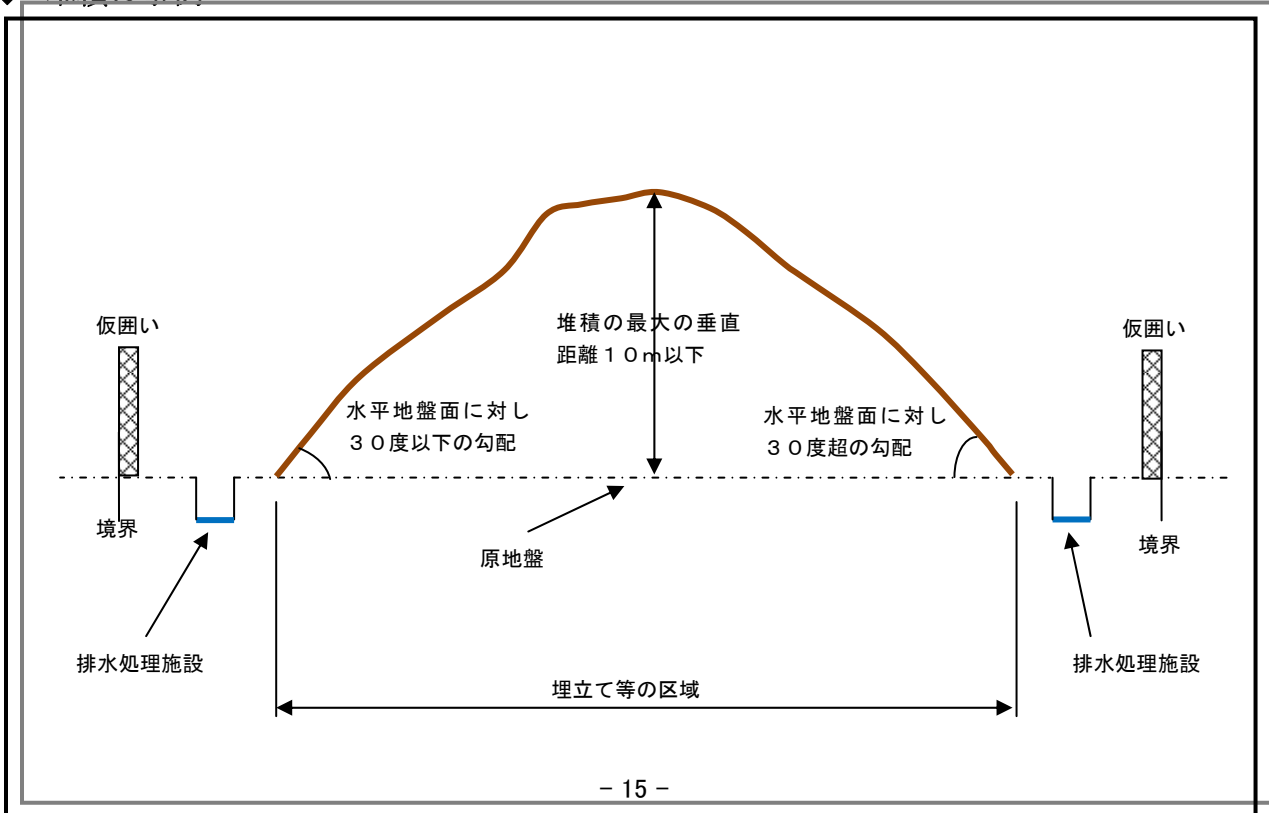 仮囲い
仮囲い
堆積の最大の垂直
距離１０ｍ以下
水平地盤面に対し
３０度以下の勾配
水平地盤面に対し
３０度超の勾配
境界
境界
原地盤
排水処理施設
排水処理施設
埋立て等の区域
－ 15 －